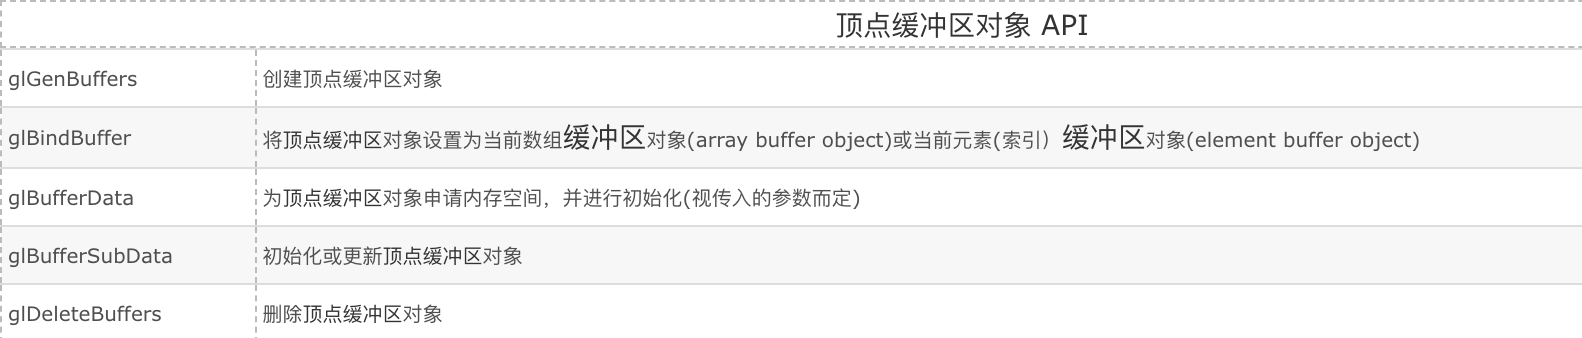 顶点缓冲区对象 API
glGenBuffers 创建顶点缓冲区对象
glBindBuffer 将顶点缓冲区对象设置为当前数组缓冲区对象(array buffer object)或当前元素(索引）缓冲区对象(element buffer object)
glBufferData 为顶点缓冲区对象申请内存空间，并进行初始化(视传入的参数而定)
glBufferSubData 初始化或更新顶点缓冲区对象
glDeleteBuffers 删除顶点缓冲区对象